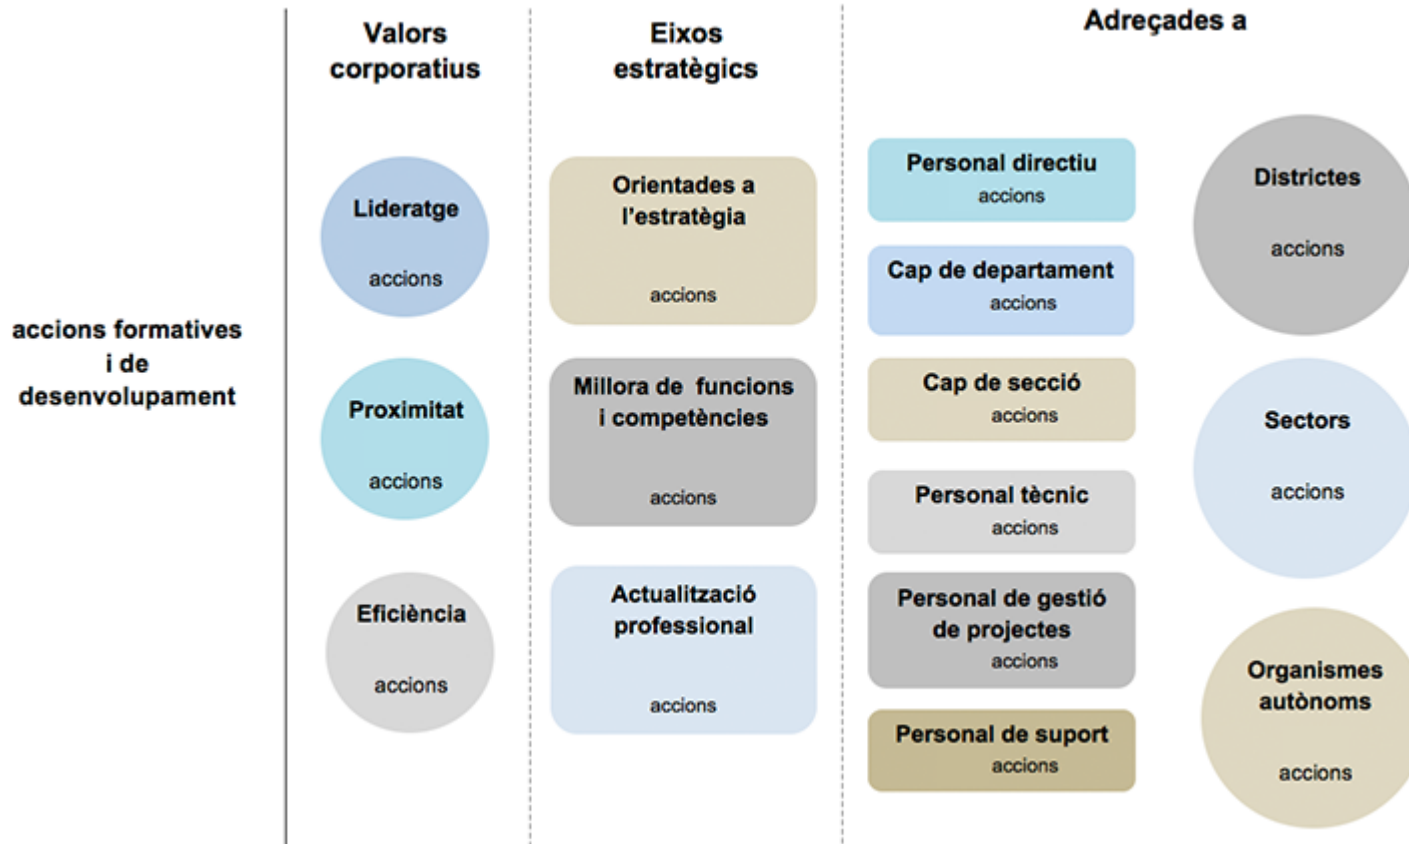 accions formatives
i de
desenvolupament
Valors
corporatius
Lideratge
accions
Proximitat
accions
Eficiència
accions
Eixos
estratègics
Orientades a
l'estratègia
accions
Millora de funcions
i competències
accions
Actualització
professional
accions
Adreçades a
Personal directiu
accions
Cap de departament
accions
Cap de secció
accions
Personal tècnic
accions
Personal de gestió
de projectes
accions
Personal de suport
accions
Districtes
accions
Sectors
accions
Organismes
autònoms
accions